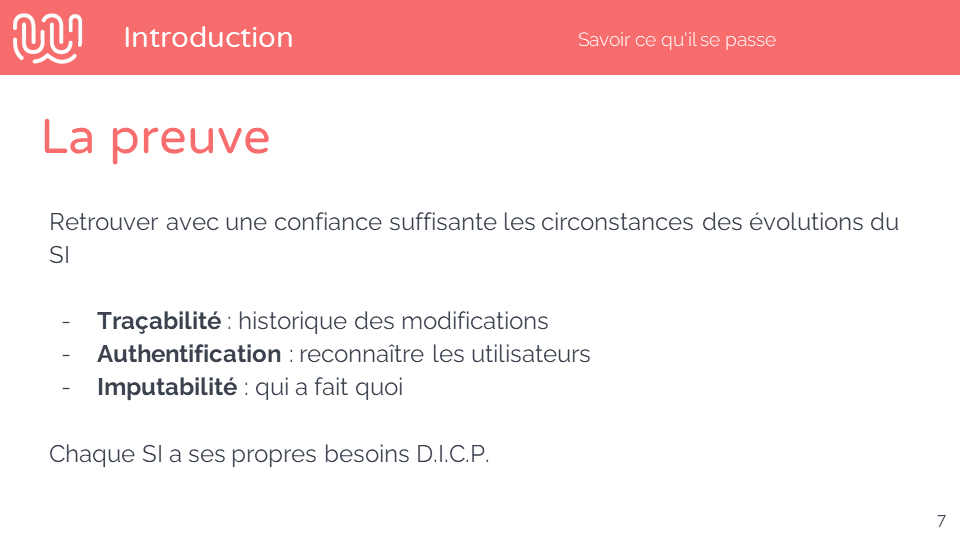 Introduction
Savoir ce qu'il se passe
La preuve
Retrouver avec une confiance suffisante les circonstances des évolutions du
SI
- Traçabilité : historique des modifications
- Authentification : reconnaître les utilisateurs
- Imputabilité : qui a fait quoi
Chaque SI a ses propres besoins D.I.C.P.
7